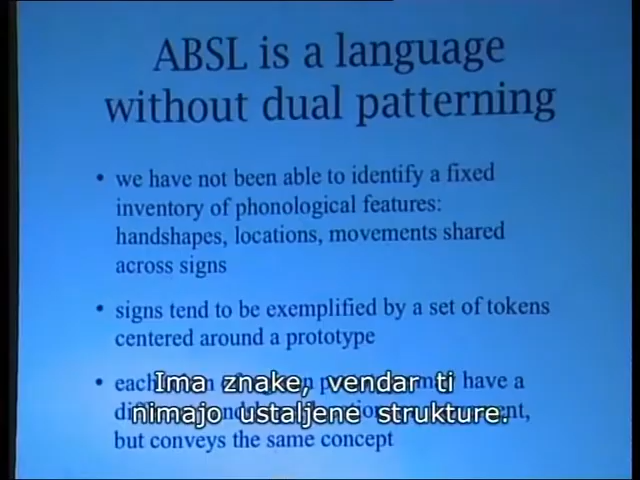 ABSL is a language
without dual patterning
• we have not been able to identify a fixed
inventory of phonological features:
handshapes, locations, movements shared
across signs
• signs tend to be exemplified by a set of tokens
centered around a prototype
• each have a
but conveys the same concept
Ima znake, vendar ti
nimajo ustaljene strukture.